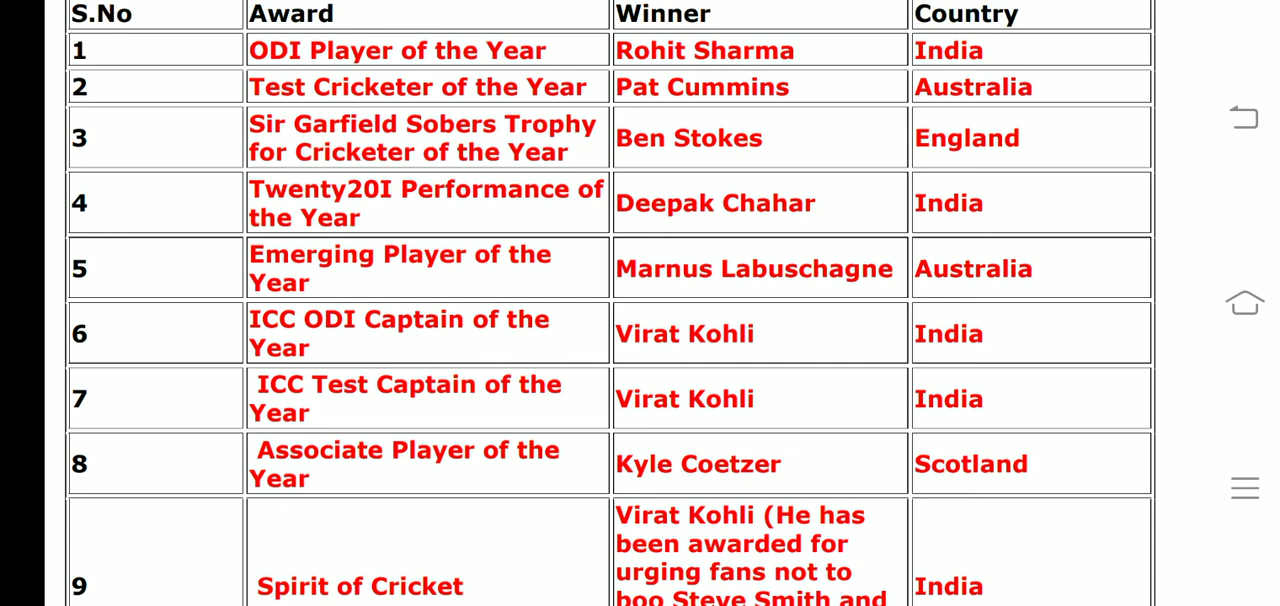 S.No Award Winner Country
1 ODI Player of the Year Rohit Sharma India
2 Test Cricketer of the Year Pat Cummins Australia
3 Sir Garfield Sobers Trophy for Cricketer of the Year Ben Stokes England
4 Twenty20I Performance of the Year Deepak Chahar India
5 Emerging Player of the Year Marnus Labuschagne Australia
6 ICC ODI Captain of the Year Virat Kohli India
7 ICC Test Captain of the Year Virat Kohli India
8 Associate Player of the Year Kyle Coetzer Scotland
9 Spirit of Cricket Virat Kohli (He has been awarded for urging fans not to boo Steve Smith and India